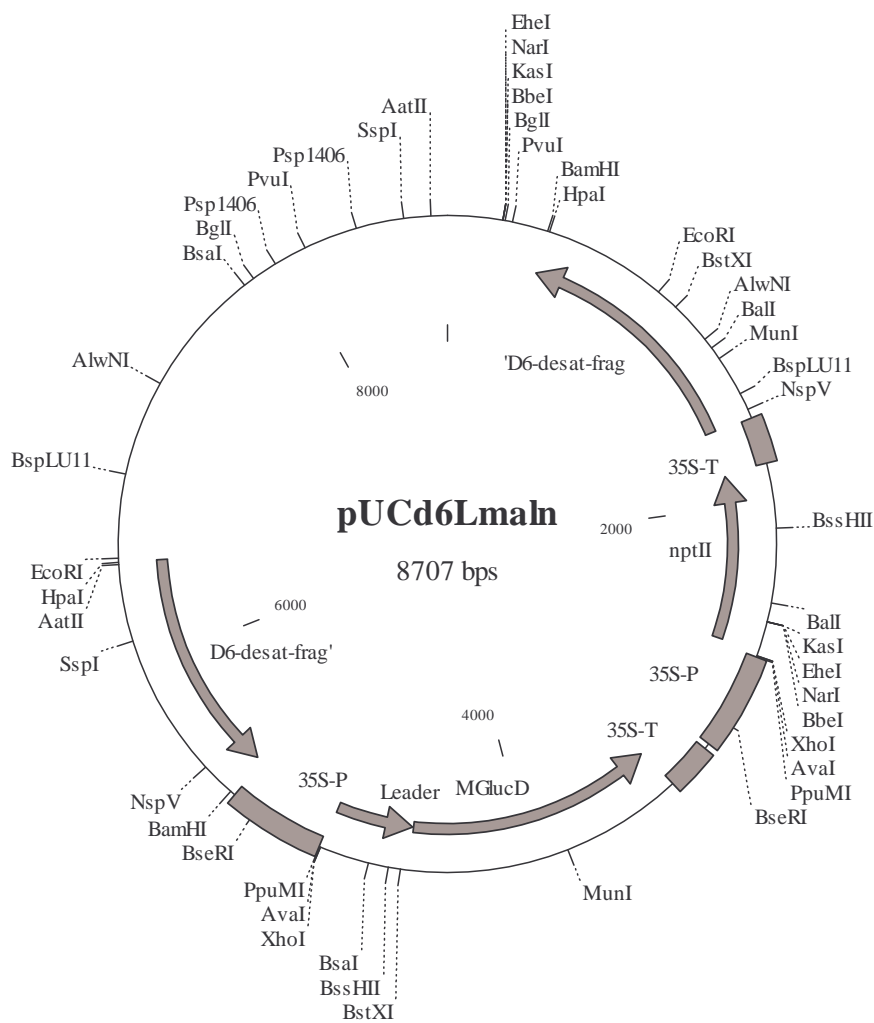 EheI
NarI
KasI
BbeI
BglI
PvuI
BamHI
HpaI
EcoRI
BstXI
AlwNI
BalI
MunI
BspLU11
NspV
AatII
SspI
Psp1406
PvuI
Psp1406
BglI
BsaI
AlwNI
BspLU11
EcoRI
HpaI
AatII
SspI
NspV
BamHI
BseRI
PpuMI
AvaI
XhoI
BsaI
BssHII
BstXI
MunI
BssHII
BalI
KasI
EheI
NarI
BbeI
XhoI
AvaI
PpuMI
BseRI
8000
'D6-desat-frag
35S-T
pUCd6Lmaln
8707 bps
2000
nptII
6000
D6-desat-frag'
35S-P
4000
35S-T
35S-P
Leader
MGlucD